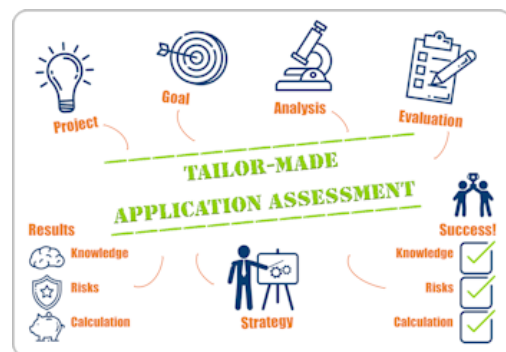 Project
Goal
Analysis
Evaluation
TAILOR-MADE
APPLICATION ASSESSMENT
Results
Knowledge
Risks
Calculation
Strategy
Success!
Knowledge
Risks
Calculation